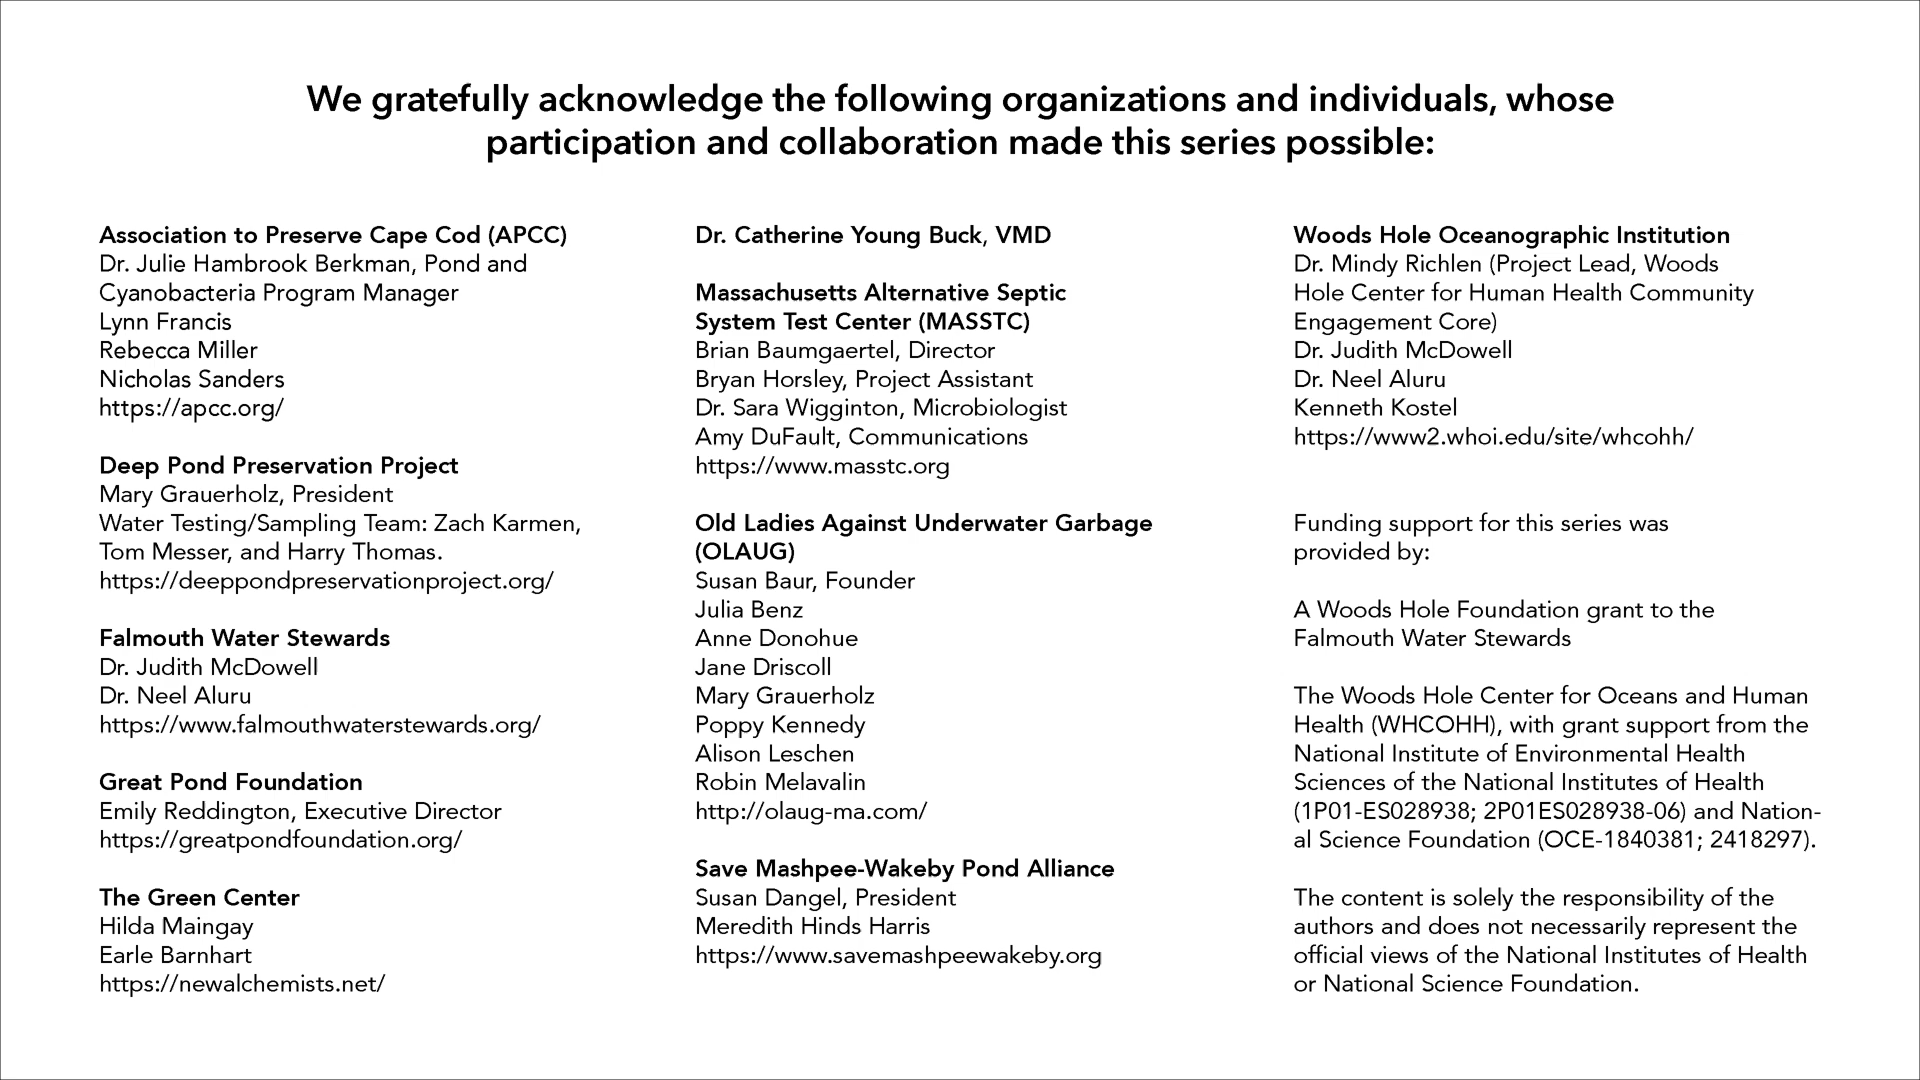 We gratefully acknowledge the following organizations and individuals, whose
participation and collaboration made this series possible:
Association to Preserve Cape Cod (APCC)
Dr. Julie Hambrook Berkman, Pond and
Cyanobacteria Program Manager
Lynn Francis
Rebecca Miller
Nicholas Sanders
https://apcc.org/
Deep Pond Preservation Project
Mary Grauerholz, President
Water Testing/Sampling Team: Zach Karmen,
Tom Messer, and Harry Thomas.
https://deeppondpreservationproject.org/
Falmouth Water Stewards
Dr. Judith McDowell
Dr. Neel Aluru
https://www.falmouthwaterstewards.org/
Great Pond Foundation
Emily Reddington, Executive Director
https://greatpondfoundation.org/
The Green Center
Hilda Maingay
Earle Barnhart
https://newalchemists.net/
Dr. Catherine Young Buck, VMD
Massachusetts Alternative Septic
System Test Center (MASSTC)
Brian Baumgaertel, Director
Bryan Horsley, Project Assistant
Dr. Sara Wigginton, Microbiologist
Amy DuFault, Communications
https://www.masstc.org
Old Ladies Against Underwater Garbage
(OLAUG)
Susan Baur, Founder
Julia Benz
Anne Donohue
Jane Driscoll
Mary Grauerholz
Poppy Kennedy
Alison Leschen
Robin Melavalin
http://olaug-ma.com/
Save Mashpee-Wakeby Pond Alliance
Susan Dangel, President
Meredith Hinds Harris
https://www.savemashpeewakeby.org
Woods Hole Oceanographic Institution
Dr. Mindy Richlen (Project Lead, Woods
Hole Center for Human Health Community
Engagement Core)
Dr. Judith McDowell
Dr. Neel Aluru
Kenneth Kostel
https://www2.whoi.edu/site/whcohh/
Funding support for this series was
provided by:
A Woods Hole Foundation grant to the
Falmouth Water Stewards
The Woods Hole Center for Oceans and Human
Health (WHCOHH), with grant support from the
National Institute of Environmental Health
Sciences of the National Institutes of Health
(1P01-ES028938; 2P01ES028938-06) and Nation-
al Science Foundation (OCE-1840381; 2418297).
The content is solely the responsibility of the
authors and does not necessarily represent the
official views of the National Institutes of Health
or National Science Foundation.